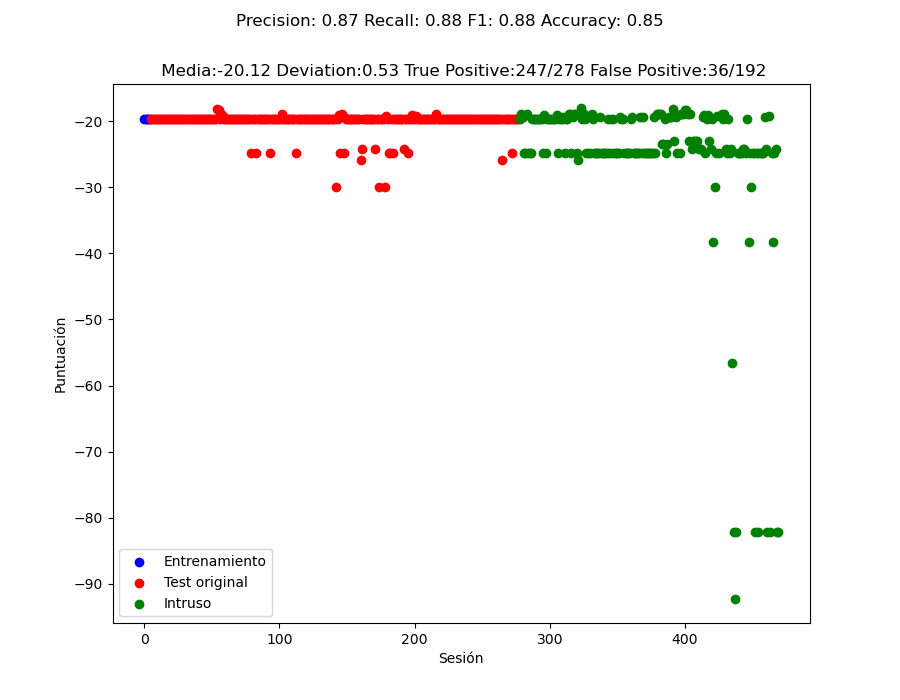 Precision: 0.87 Recall: 0.88 F1: 0.88 Accuracy: 0.85
Media:-20.12 Deviation:0.53 True Positive:247/278 False Positive:36/192
−20
−30
−40
−50
−60
−70
−80
−90
Puntuación
Entrenamiento
Test original
Intruso
0 100 200 300 400
Sesión